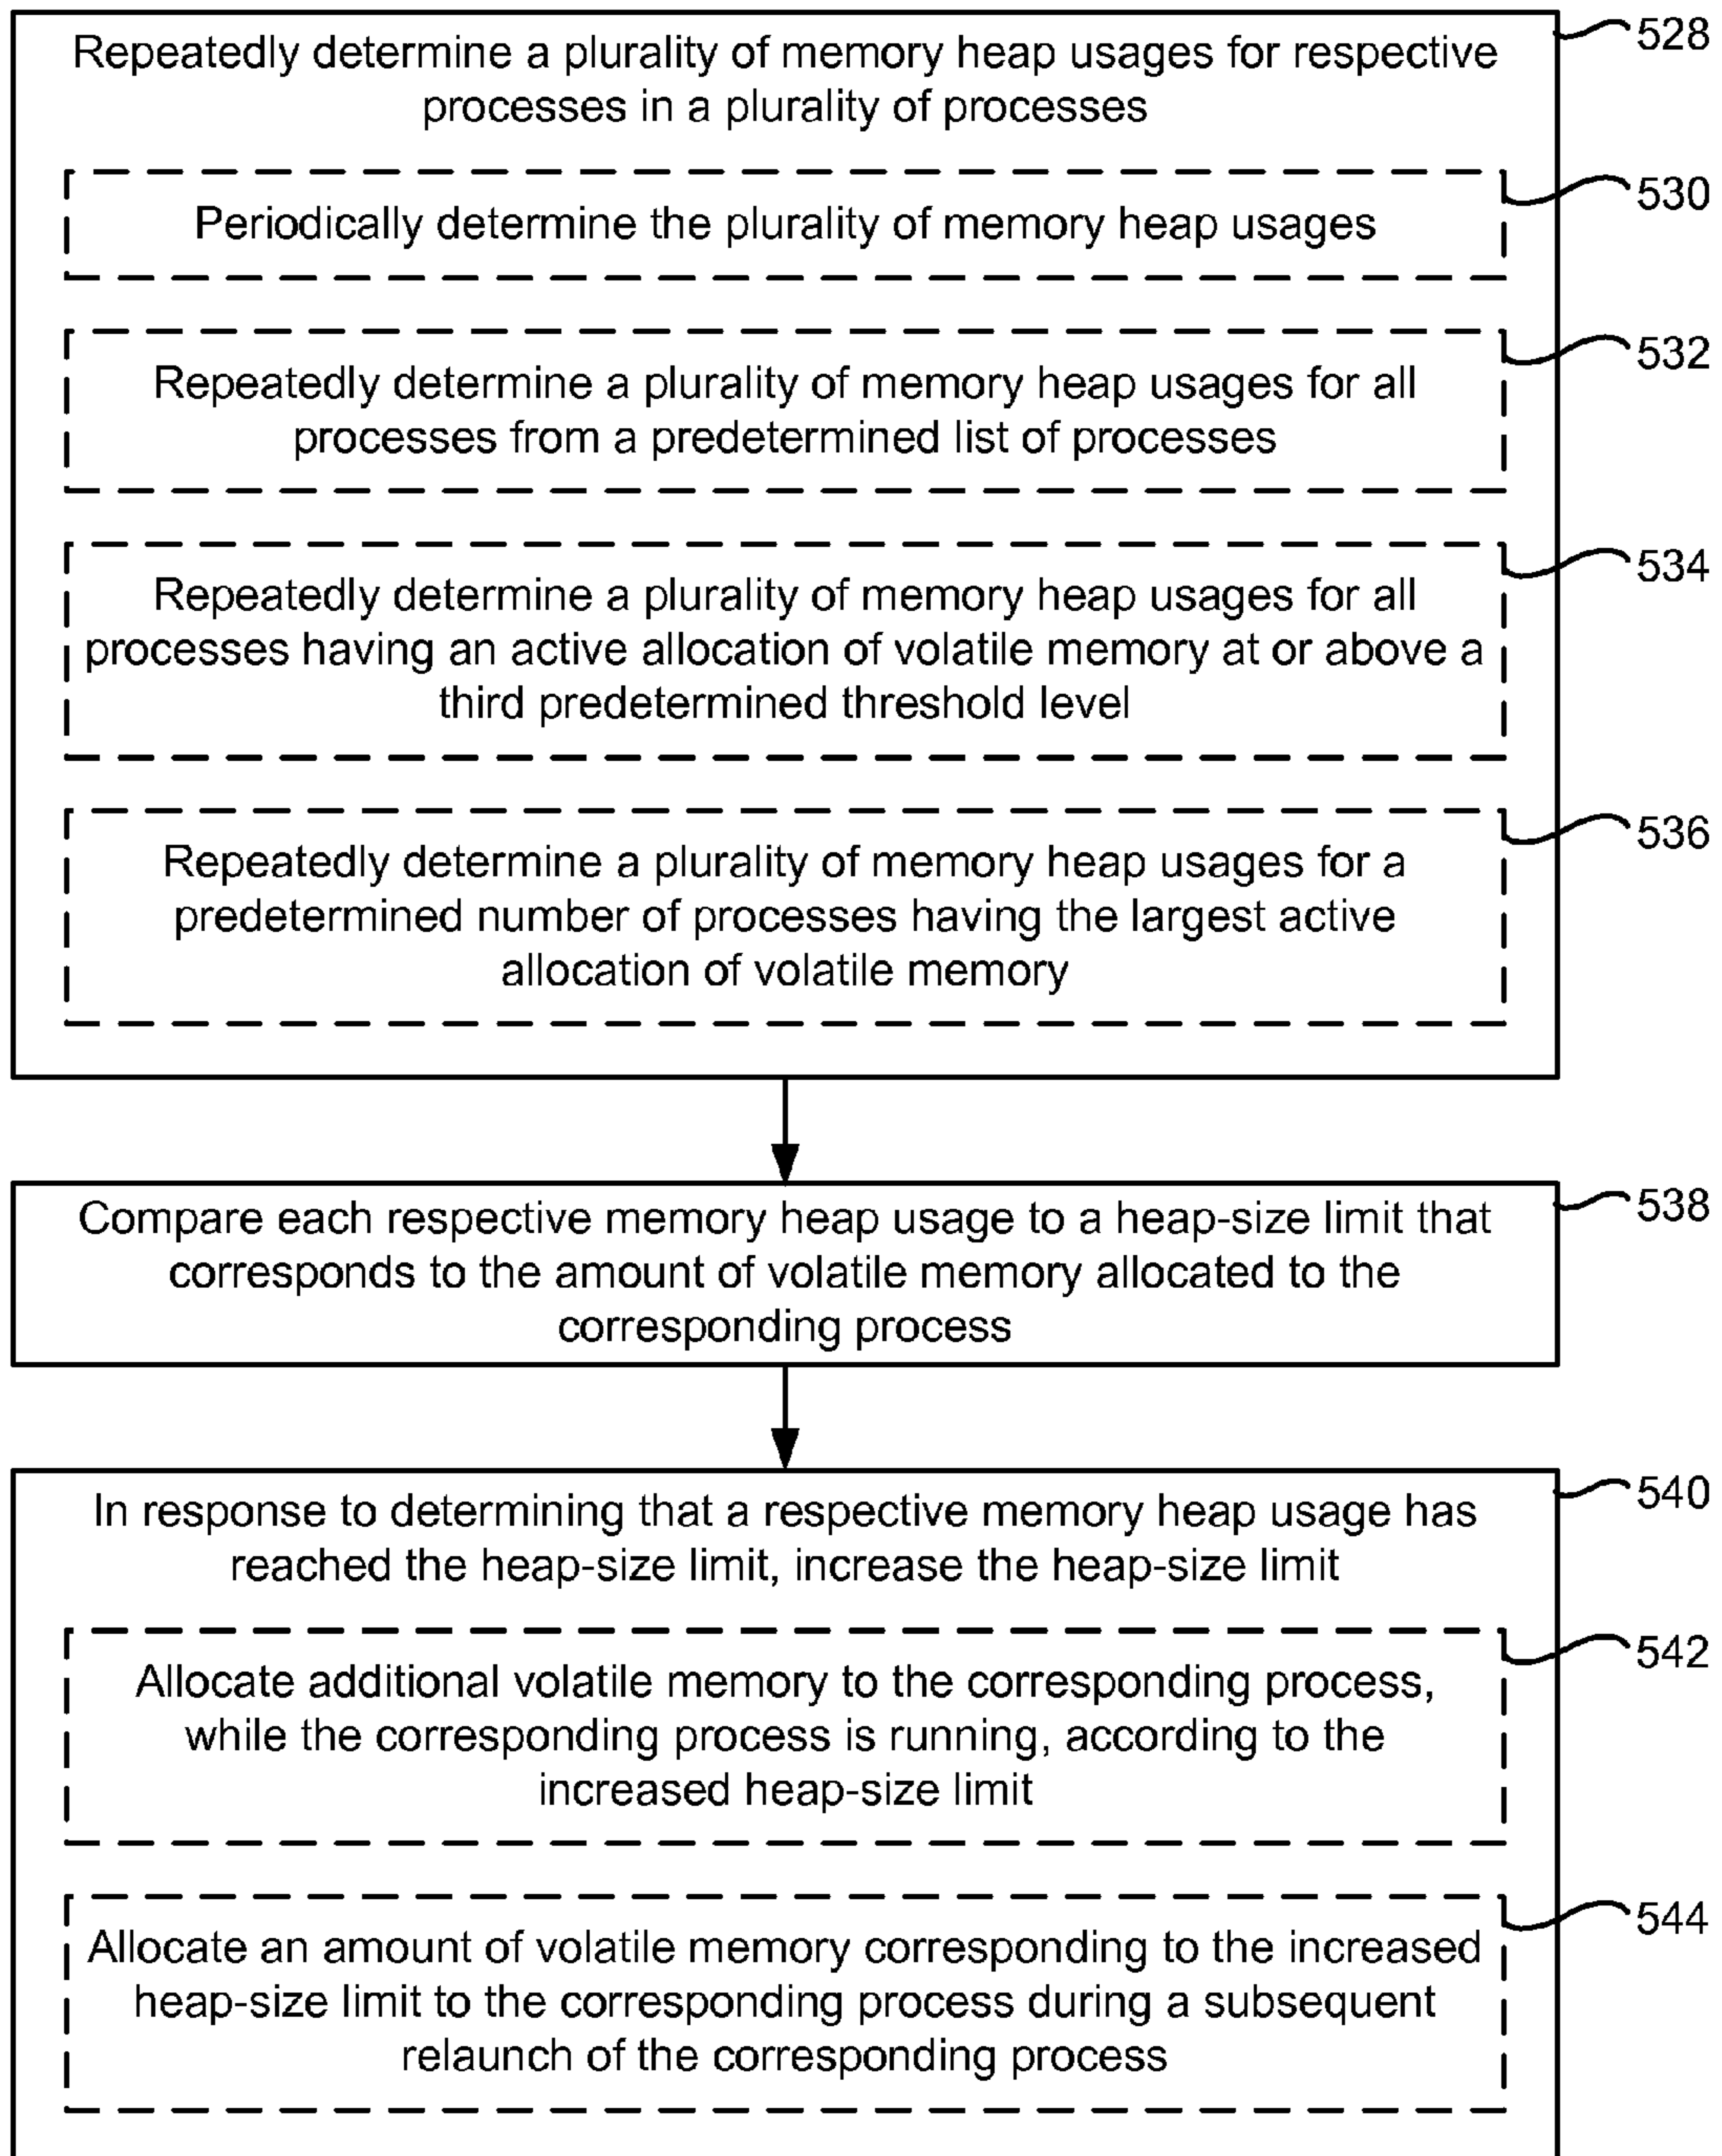 Repeatedly determine a plurality of memory heap usages for respective
processes in a plurality of processes
528
Periodically determine the plurality of memory heap usages
530
Repeatedly determine a plurality of memory heap usages for all
processes from a predetermined list of processes
532
Repeatedly determine a plurality of memory heap usages for all
processes having an active allocation of volatile memory at or above a
third predetermined threshold level
534
Repeatedly determine a plurality of memory heap usages for a
predetermined number of processes having the largest active
allocation of volatile memory
536
Compare each respective memory heap usage to a heap-size limit that
corresponds to the amount of volatile memory allocated to the
corresponding process
538
In response to determining that a respective memory heap usage has
reached the heap-size limit, increase the heap-size limit
540
Allocate additional volatile memory to the corresponding process,
while the corresponding process is running, according to the
increased heap-size limit
542
Allocate an amount of volatile memory corresponding to the increased
heap-size limit to the corresponding process during a subsequent
relaunch of the corresponding process
544